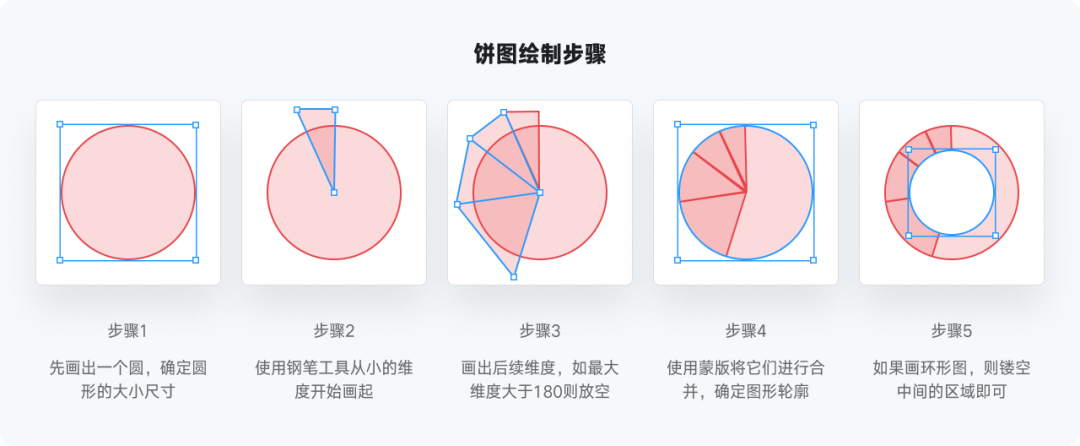 饼图绘制步骤
步骤1
先画出一个圆，确定圆
形的大小尺寸
步骤2
使用钢笔工具从小的维
度开始画起
步骤3
画出后续维度，如最大
维度大于180则放空
步骤4
使用蒙版将它们进行合
并，确定图形轮廓
步骤5
如果画环形图，则镂空
中间的区域即可